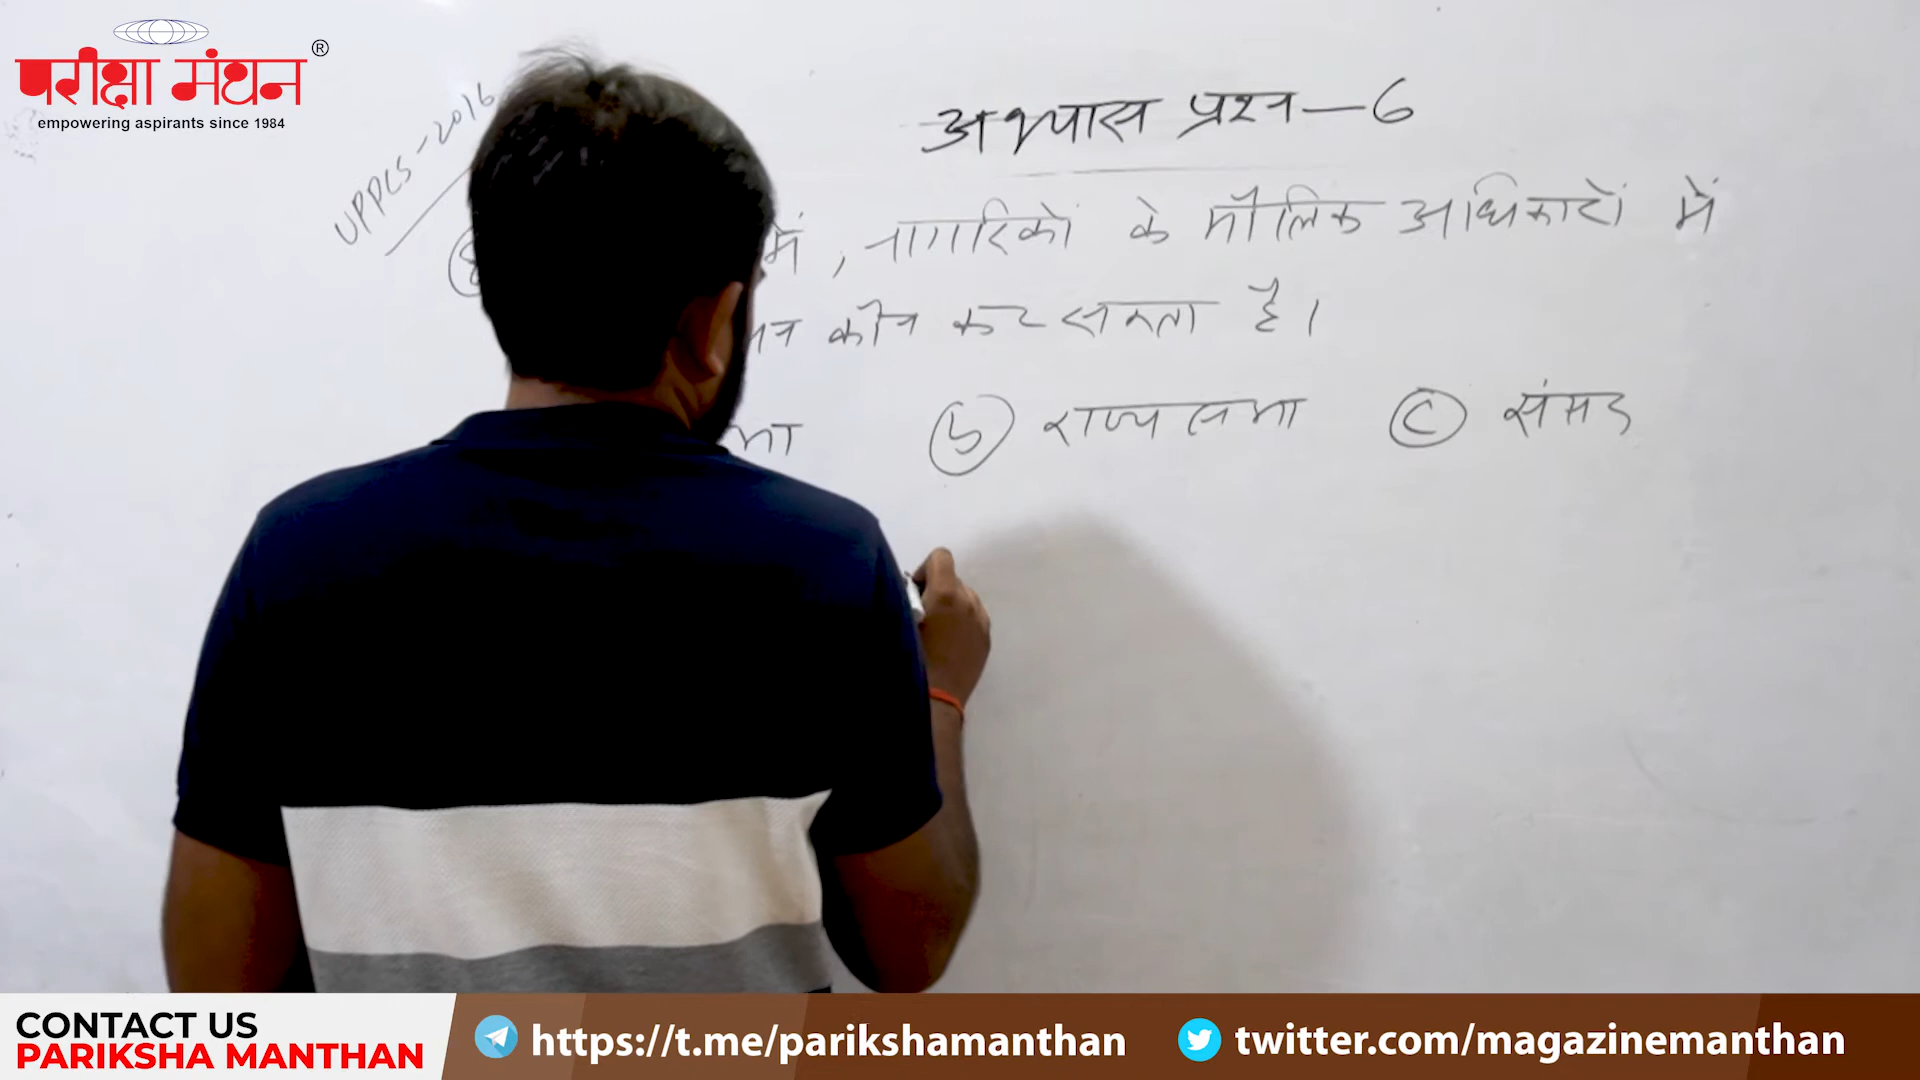 परीक्षा मंथन ®
empowering aspirants since 1984
UPPCS-2016
अभ्यास प्रश्न—6
में, नागरिकों के मौलिक अधिकारों में
कौन कर सकता है।
(b) राज्यसभा (c) संसद
CONTACT US
PARIKSHA MANTHAN
https://t.me/parikshamanthan
twitter.com/magazinemanthan